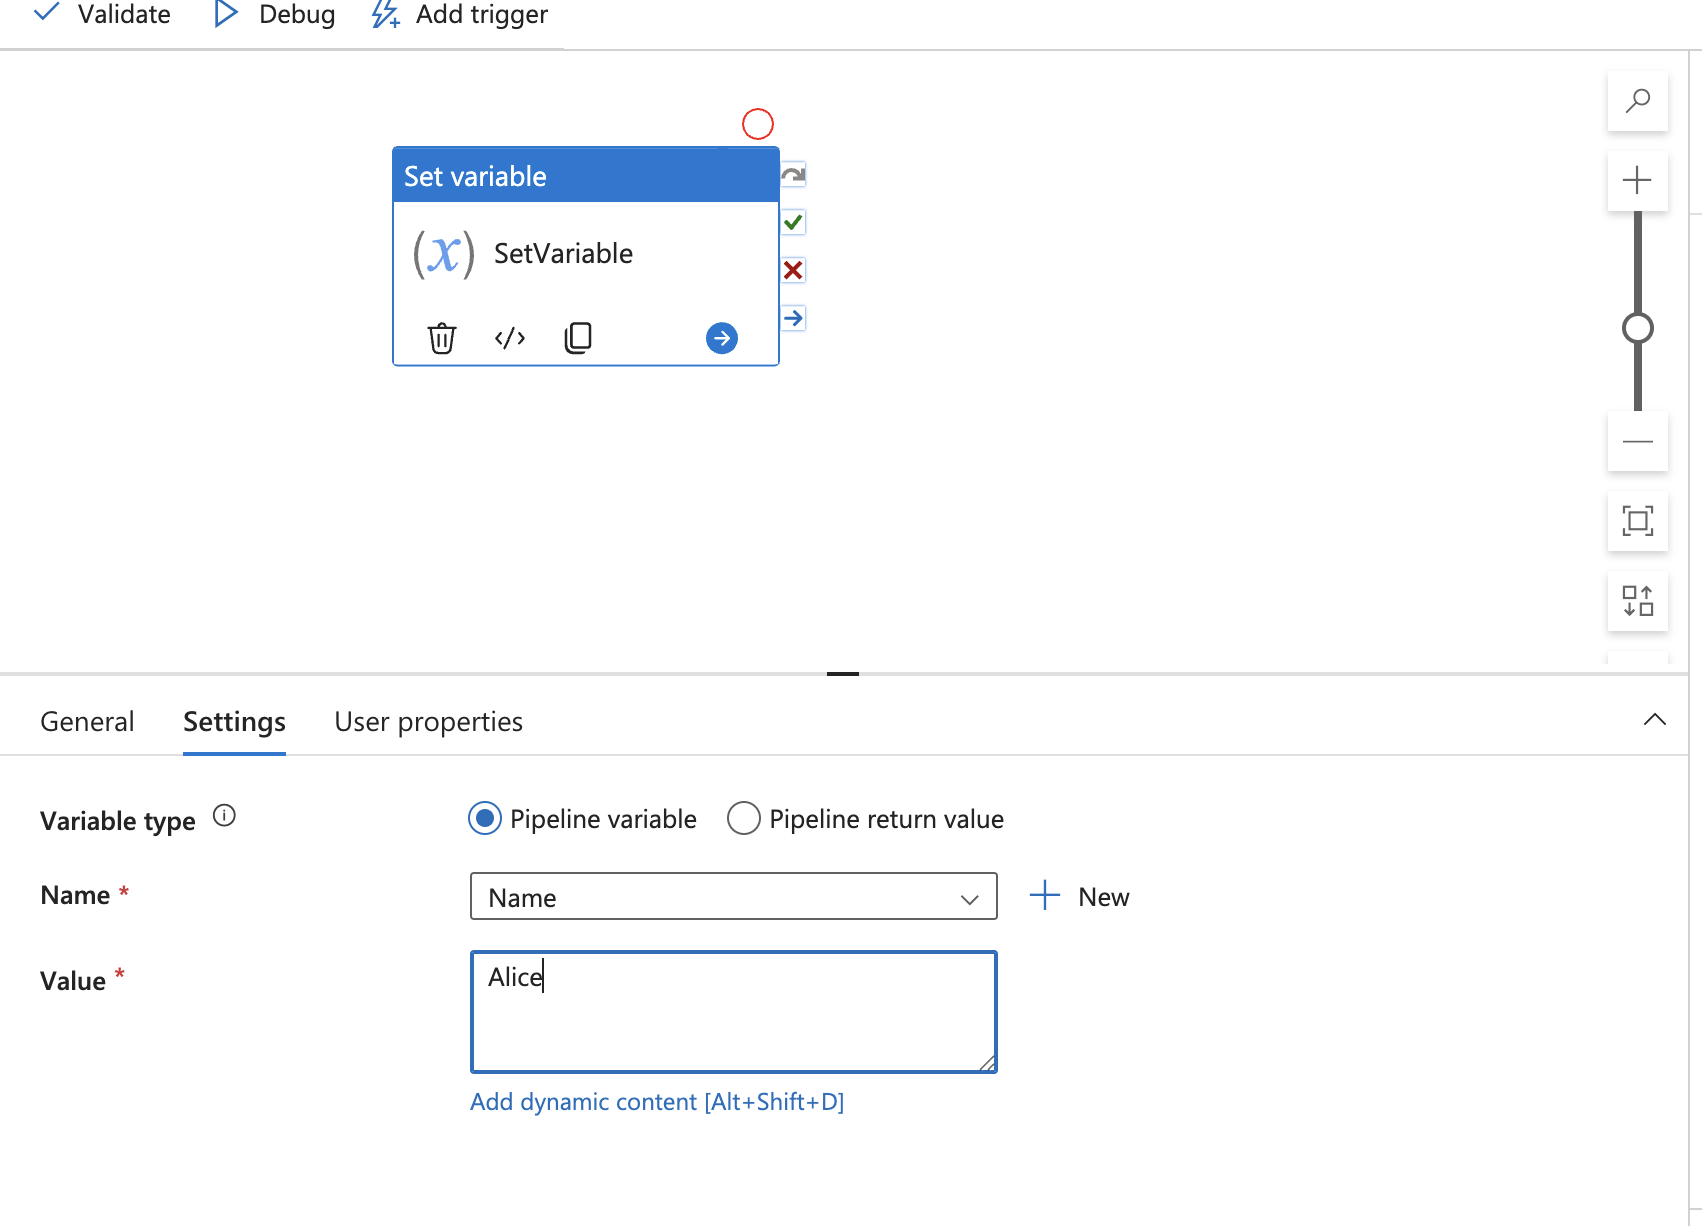 Validate Debug Add trigger
Set variable
(x) SetVariable
General Settings User properties
Variable type Pipeline variable Pipeline return value
Name * Name New
Value * Alice
Add dynamic content [Alt+Shift+D]